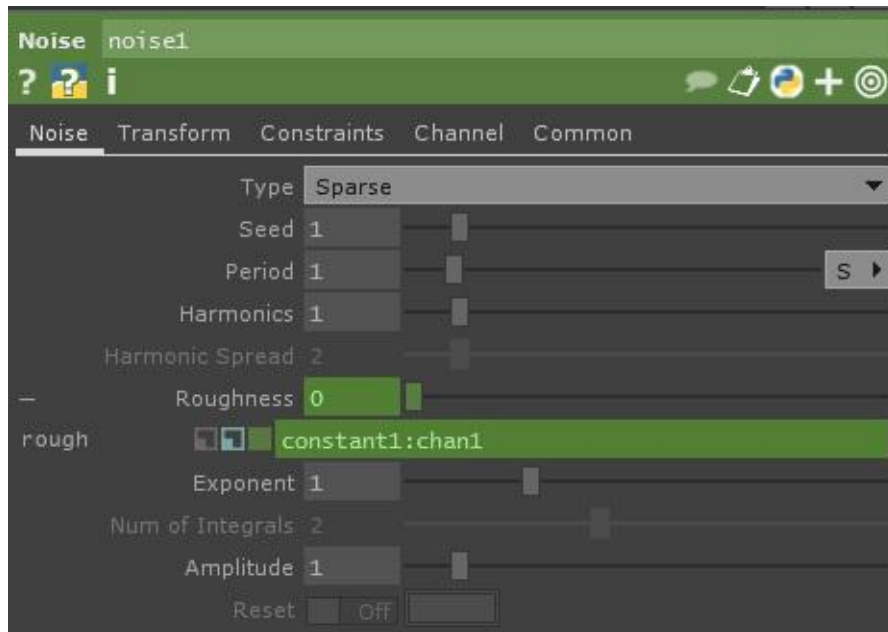 Noise noise1
? ? i
Noise Transform Constraints Channel Common
Type Sparse
Seed 1
Period 1 S
Harmonics 1
Harmonic Spread 2
Roughness 0
rough constant1:chan1
Exponent 1
Num of Integrals 2
Amplitude 1
Reset Off